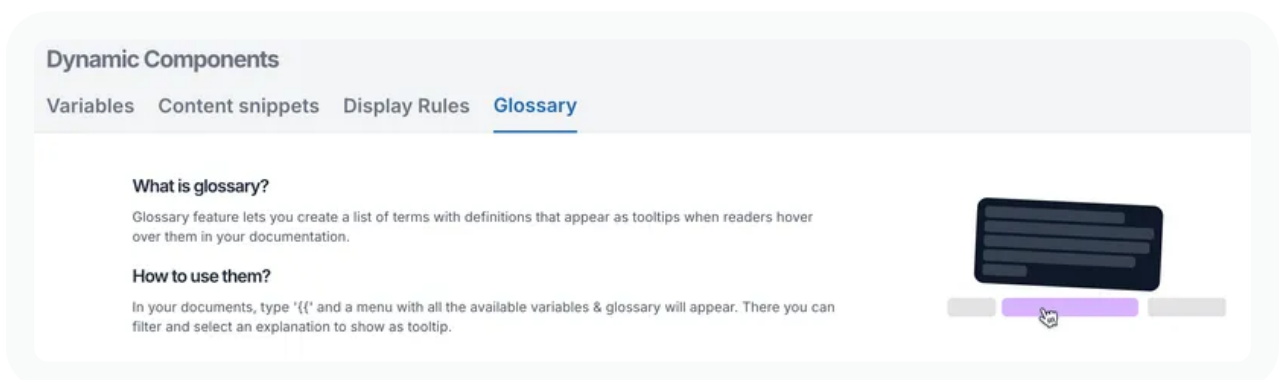 Dynamic Components
Variables Content snippets Display Rules Glossary
What is glossary?
Glossary feature lets you create a list of terms with definitions that appear as tooltips when readers hover
over them in your documentation.
How to use them?
In your documents, type '{{' and a menu with all the available variables & glossary will appear. There you can
filter and select an explanation to show as tooltip.